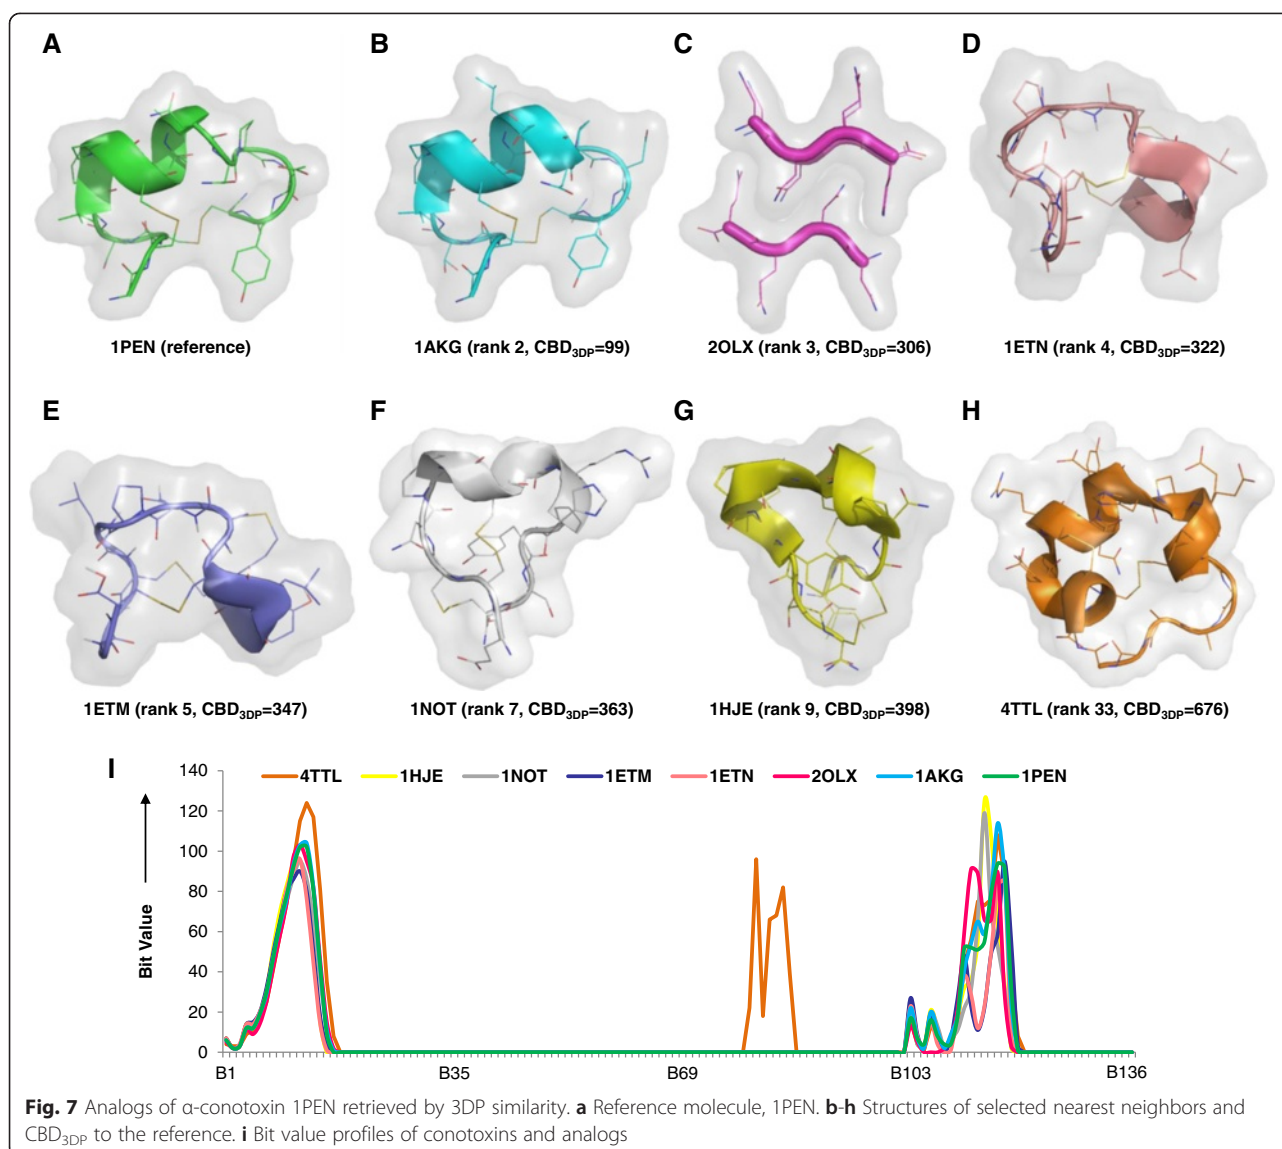 A
B
C
D
1PEN (reference)
1AKG (rank 2, CBD3DP=99)
2OLX (rank 3, CBD3DP=306)
1ETN (rank 4, CBD3DP=322)
E
F
G
H
1ETM (rank 5, CBD3DP=347)
1NOT (rank 7, CBD3DP=363)
1HJE (rank 9, CBD3DP=398)
4TTL (rank 33, CBD3DP=676)
I
4TTL 1HJE 1NOT 1ETM 1ETN 2OLX 1AKG 1PEN
Bit Value
140
120
100
80
60
40
20
0
B1 B35 B69 B103 B136
Fig. 7 Analogs of α-conotoxin 1PEN retrieved by 3DP similarity. a Reference molecule, 1PEN. b-h Structures of selected nearest neighbors and
CBD3DP to the reference. i Bit value profiles of conotoxins and analogs